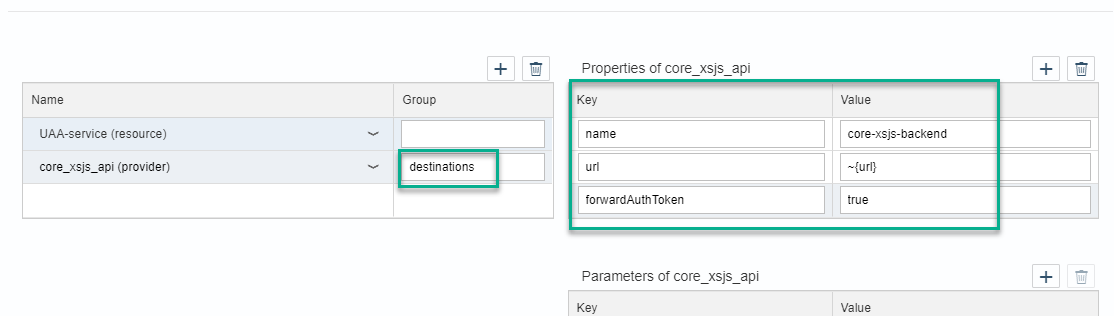 Properties of core_xsjs_api
Name Group
Key Value
UAA-service (resource)
name core-xsjs-backend
core_xsjs_api (provider) destinations
url ~{url}
forwardAuthToken true
Parameters of core_xsjs_api
Key Value